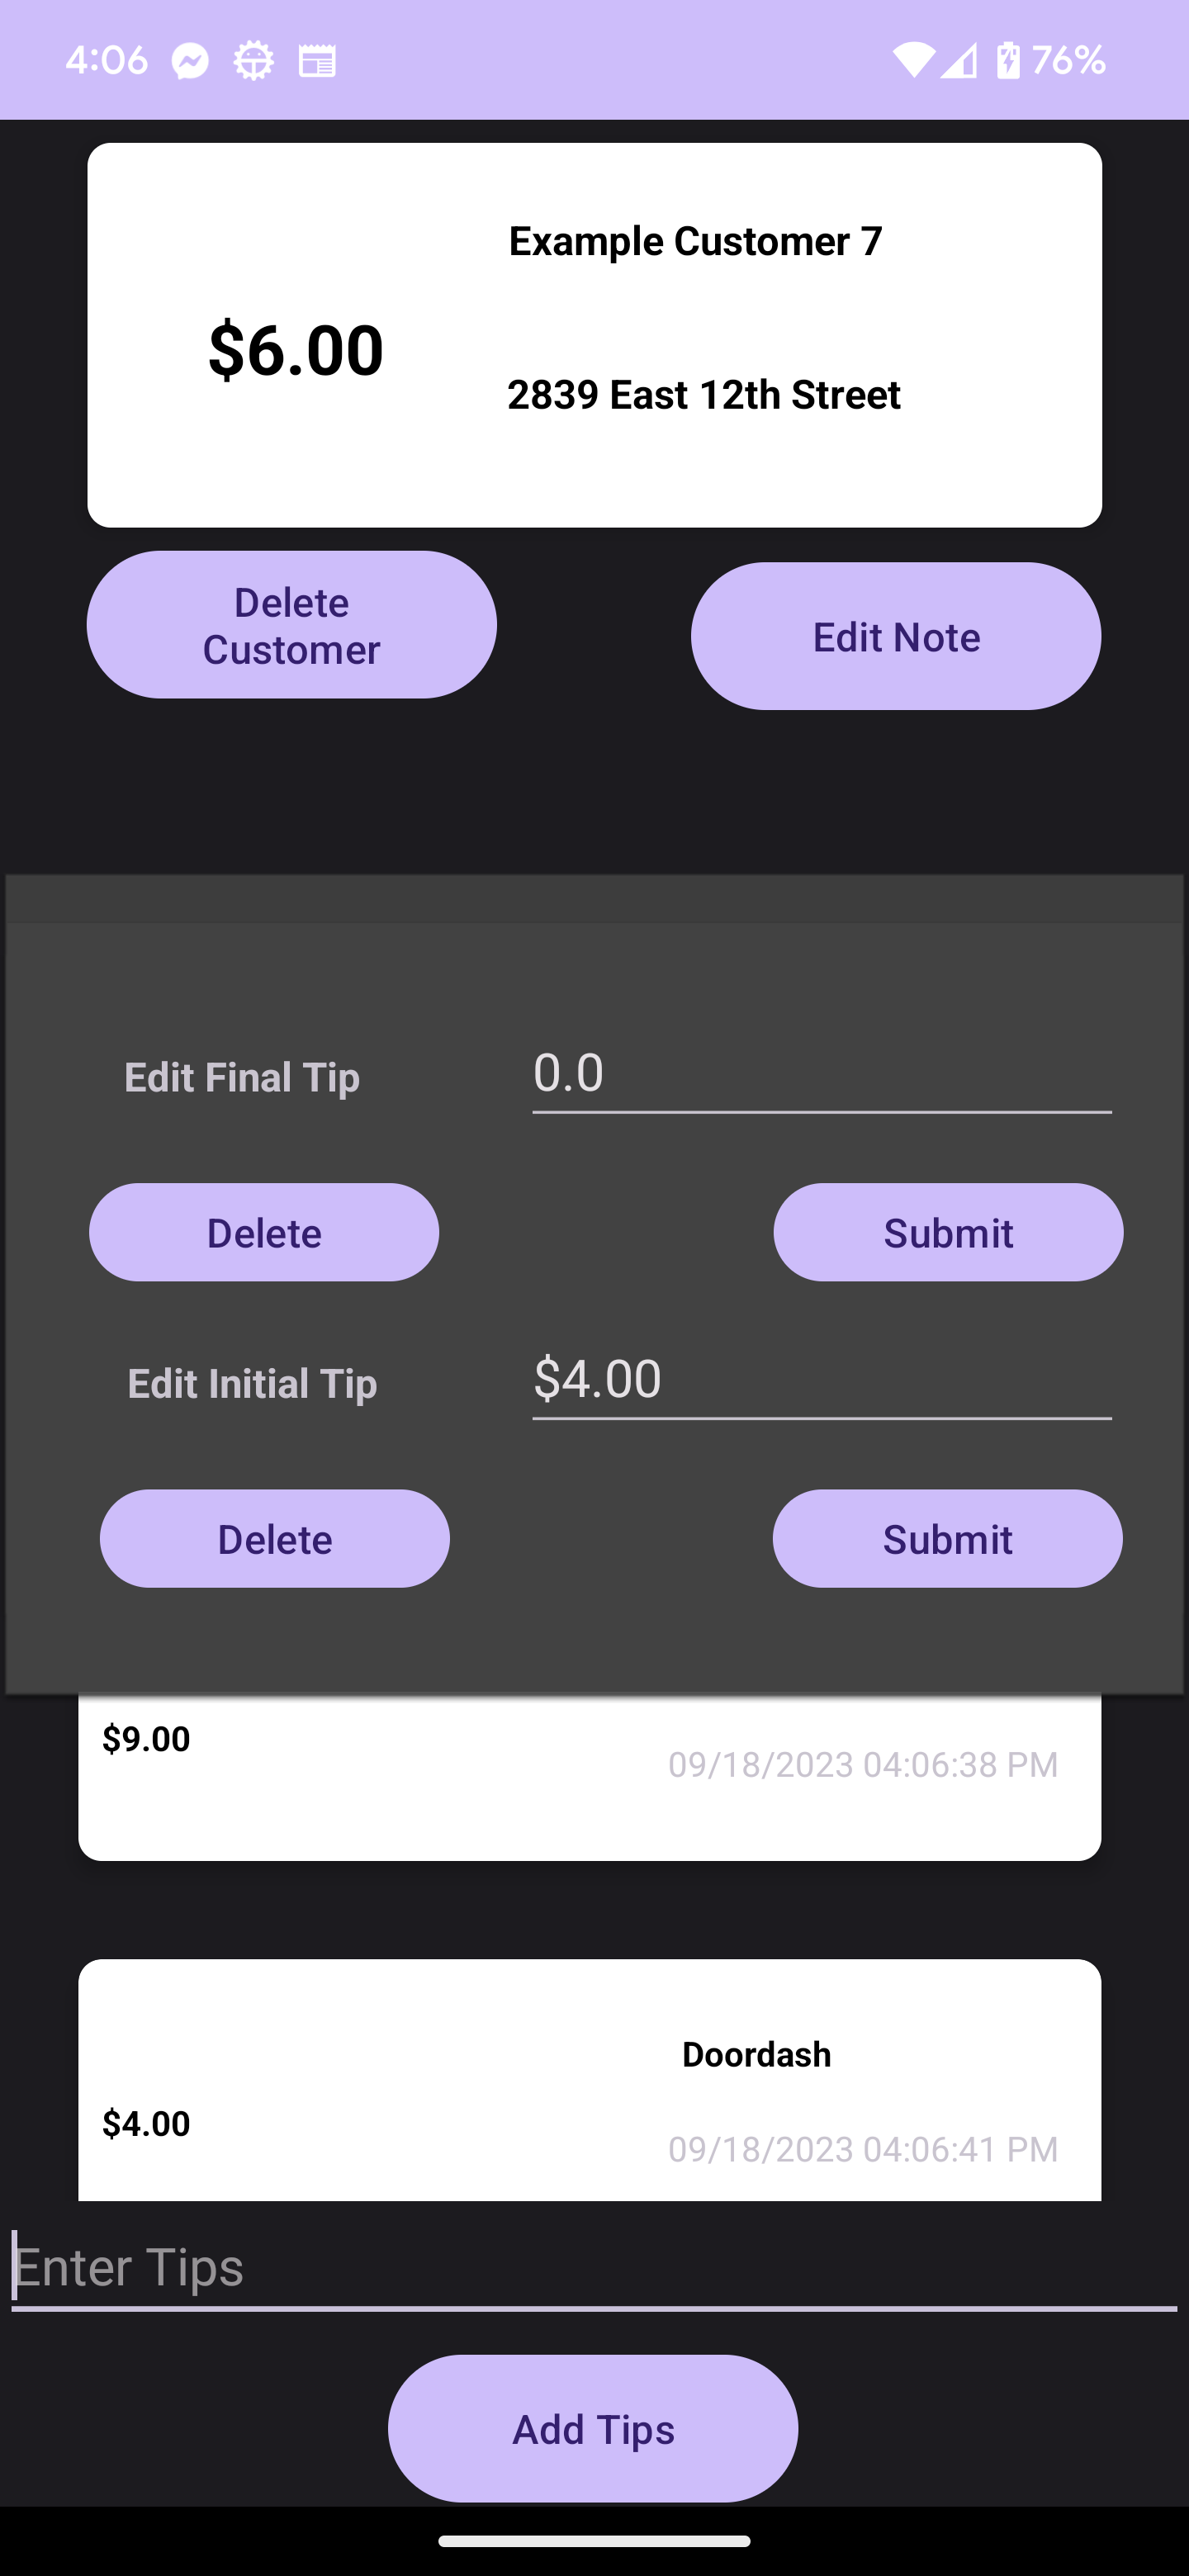 4:06
76%
Example Customer 7
$6.00
2839 East 12th Street
Delete
Customer
Edit Note
Edit Final Tip
0.0
Delete
Submit
Edit Initial Tip
$4.00
Delete
Submit
$9.00
09/18/2023 04:06:38 PM
Doordash
$4.00
09/18/2023 04:06:41 PM
Enter Tips
Add Tips